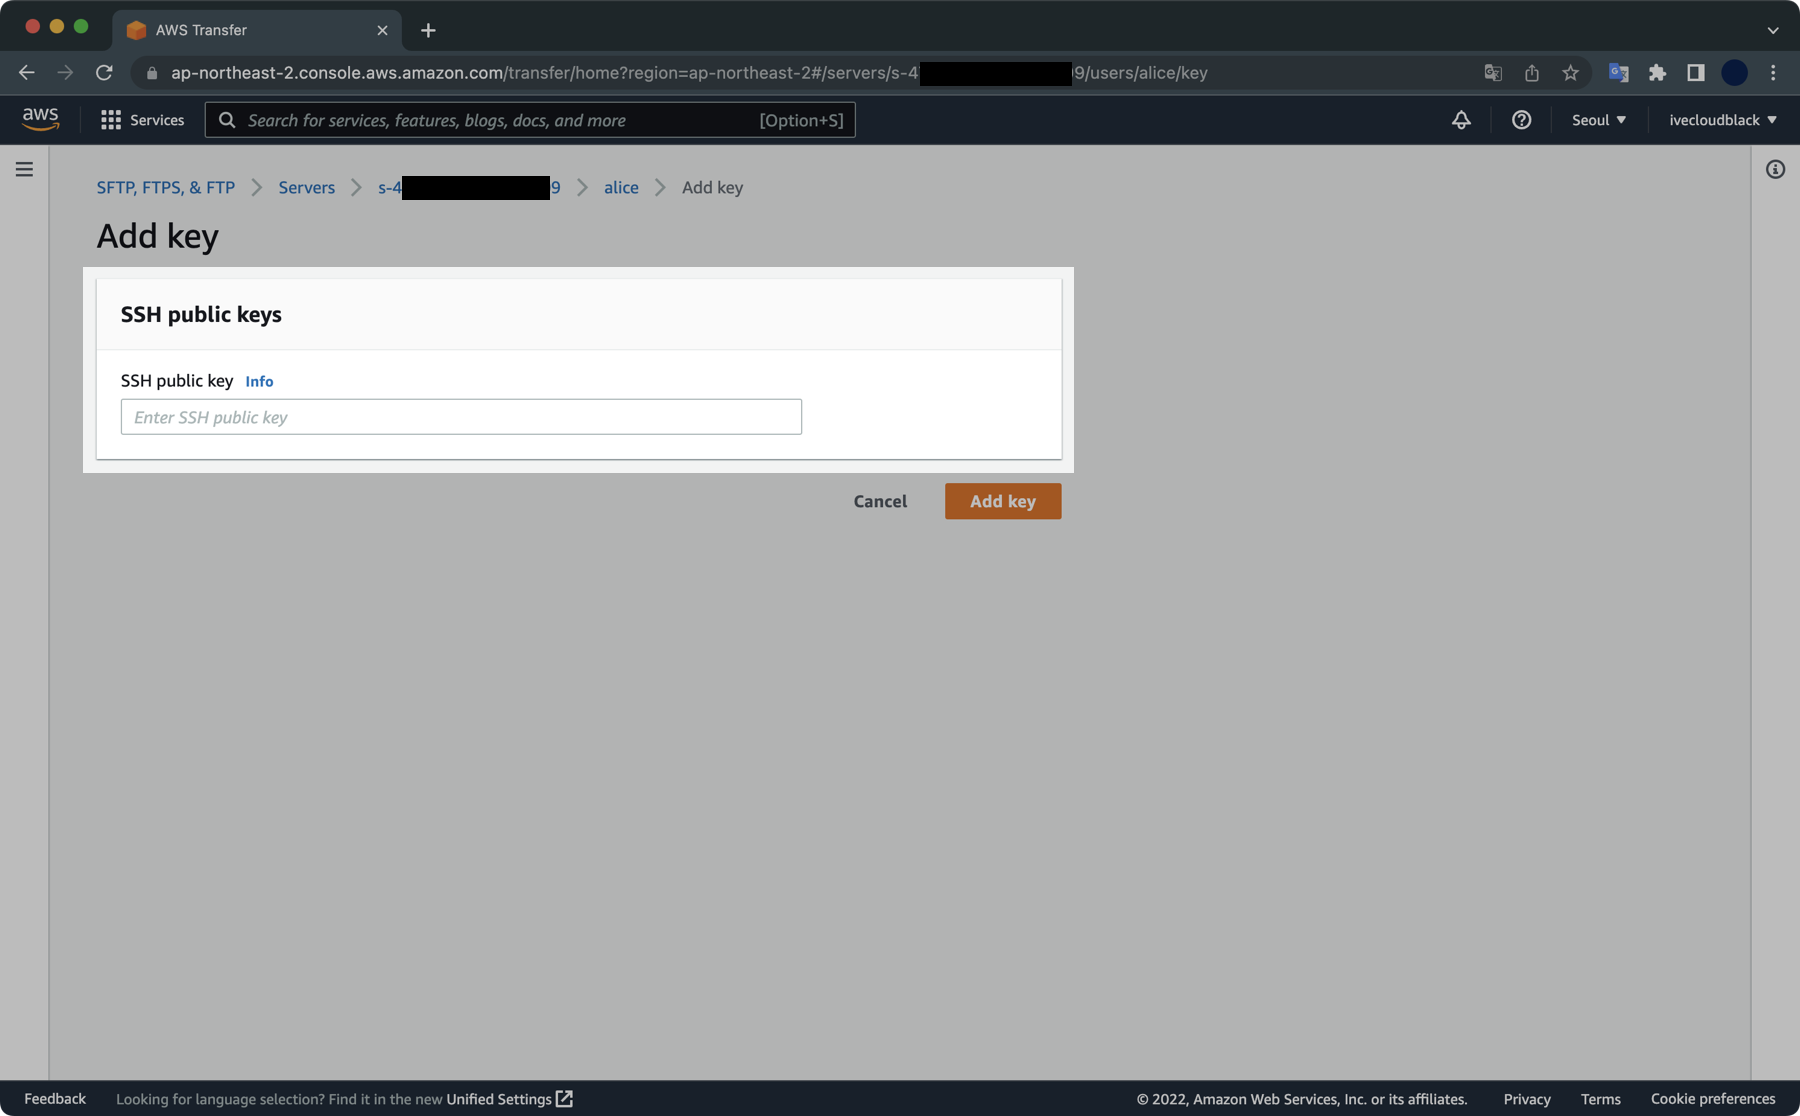 AWS Transfer
ap-northeast-2.console.aws.amazon.com/transfer/home?region=ap-northeast-2#/servers/s-4 9/users/alice/key
aws Services Search for services, features, blogs, docs, and more [Option+S] Seoul ivecloudblack
SFTP, FTPS, & FTP Servers s-4 9 alice Add key
Add key
SSH public keys
SSH public key Info
Enter SSH public key
Cancel Add key
Feedback Looking for language selection? Find it in the new Unified Settings © 2022, Amazon Web Services, Inc. or its affiliates. Privacy Terms Cookie preferences